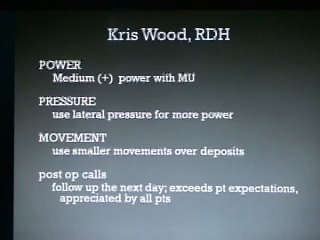 Kris Wood, RDH
POWER
Medium (+) power with MU
PRESSURE
use lateral pressure for more power
MOVEMENT
use smaller movements over deposits
post op calls
follow up the next day; exceeds pt expectations,
appreciated by all pts